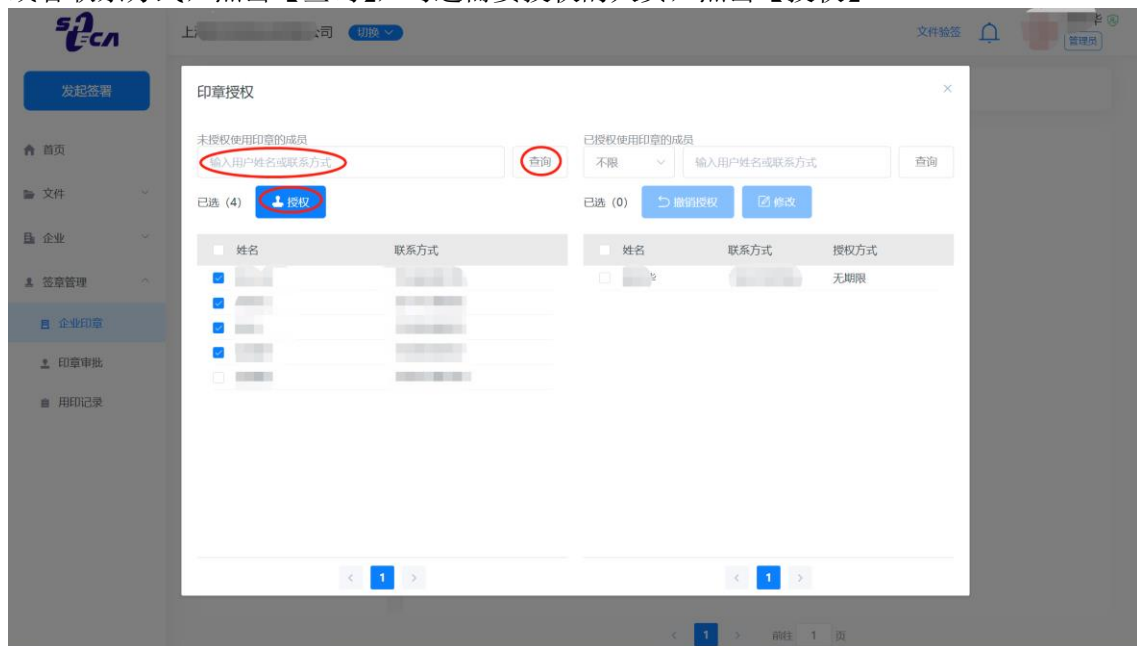 SHECA
司 切换
文件验签
管理员
发起签署
首页
文件
企业
签章管理
企业印章
印章审批
用印记录
印章授权
未授权使用印章的成员
输入用户姓名或联系方式
查询
已选（4） 授权
姓名 联系方式
已授权使用印章的成员
不限 输入用户姓名或联系方式
查询
已选（0） 撤销授权 修改
姓名 联系方式 授权方式
无期限
1
1
1 前往 1 页